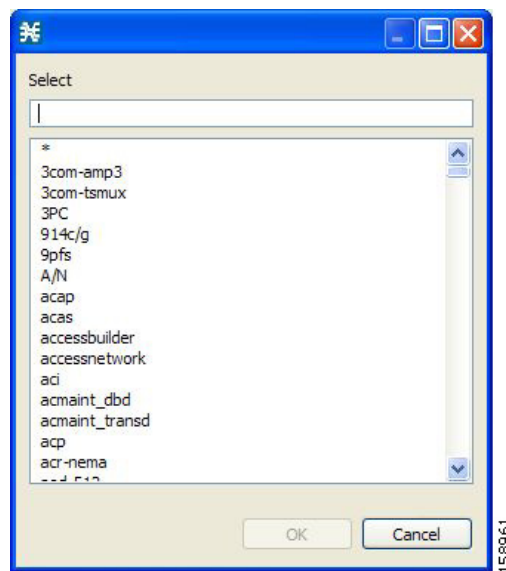 Select
*
3com-amp3
3com-tsmux
3PC
914c/g
9pfs
A/N
acap
acas
accessbuilder
accessnetwork
aci
acmaint_dbd
acmaint_transd
acp
acr-nema
OK
Cancel
158961